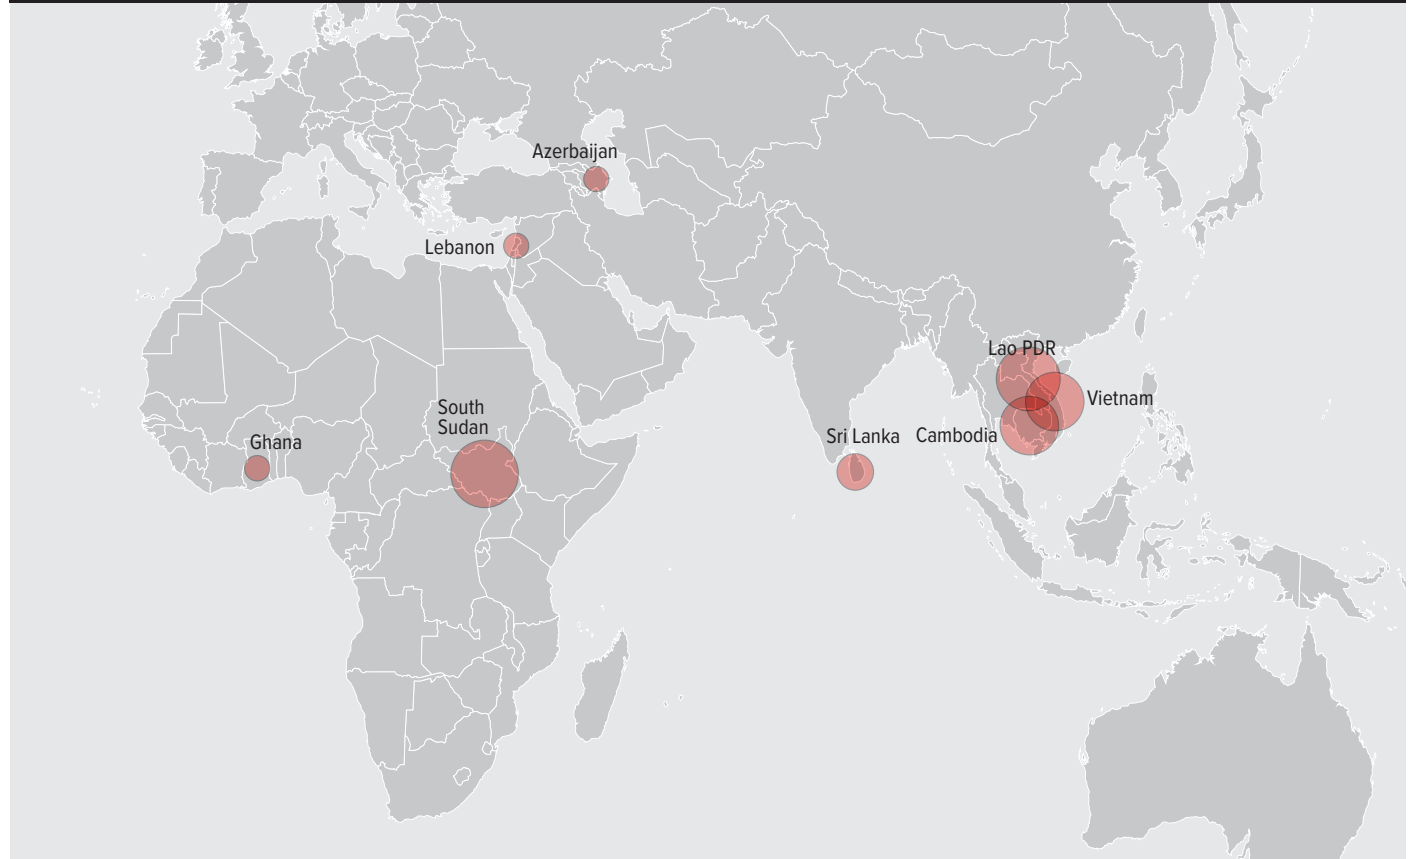 Azerbaijan
Lebanon
Lao PDR
Vietnam
South
Sudan
Ghana
Sri Lanka
Cambodia